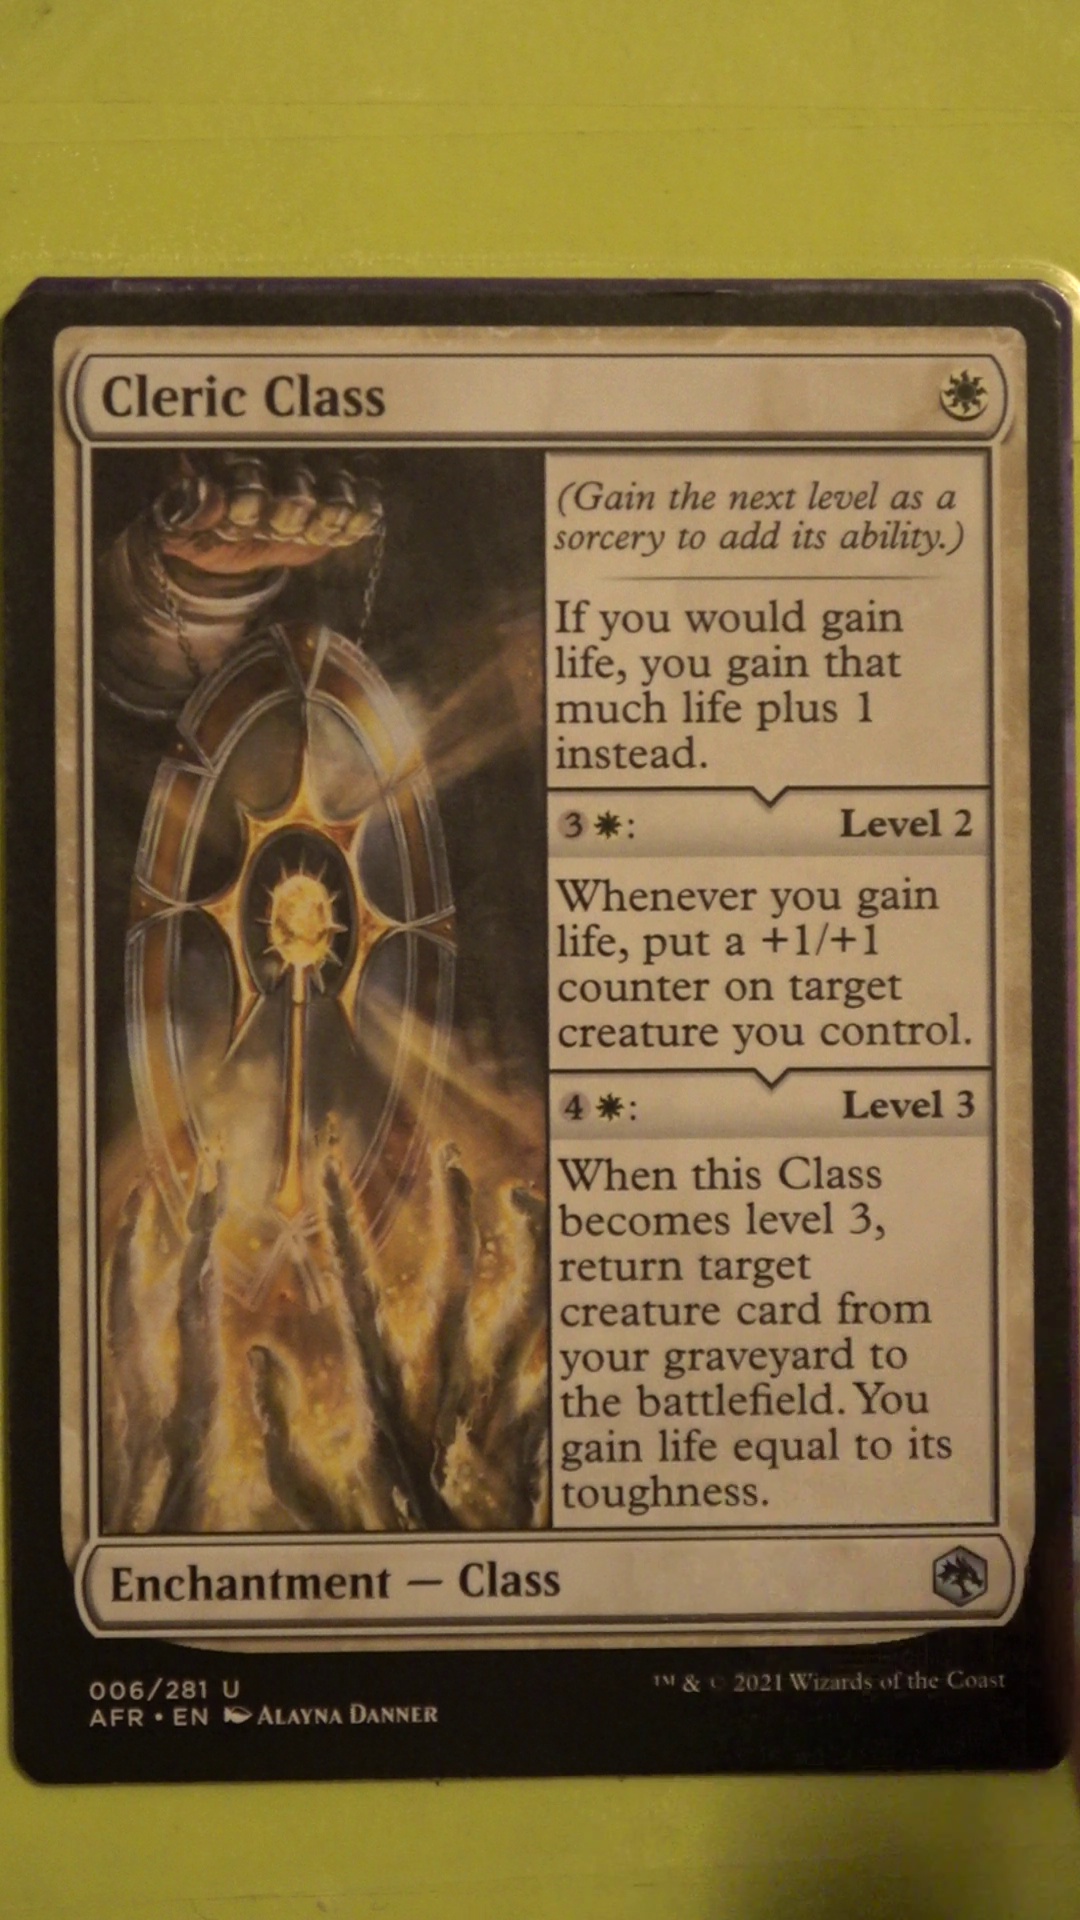 Cleric Class
(Gain the next level as a
sorcery to add its ability.)
If you would gain
life, you gain that
much life plus 1
instead.
3 : Level 2
Whenever you gain
life, put a +1/+1
counter on target
creature you control.
4 : Level 3
When this Class
becomes level 3,
return target
creature card from
your graveyard to
the battlefield. You
gain life equal to its
toughness.
Enchantment — Class
006/281 U
™ & © 2021 Wizards of the Coast
AFR • EN ALAYNA DANNER